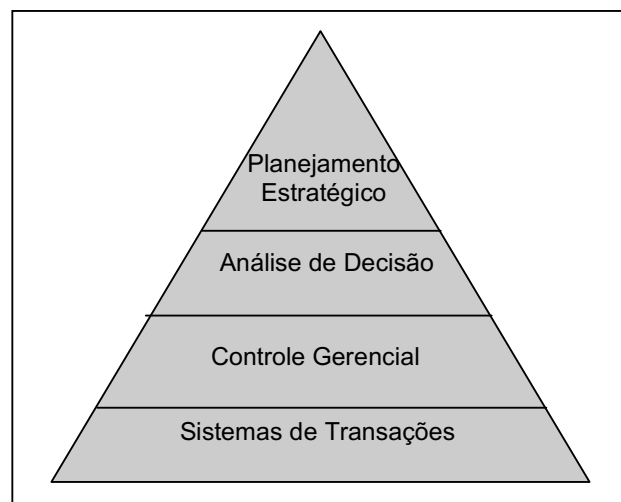 Planejamento
Estratégico
Análise de Decisão
Controle Gerencial
Sistemas de Transações